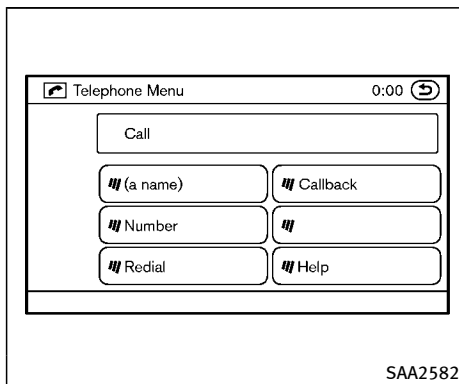 Telephone Menu 0:00
Call
(a name) Callback
Number
Redial Help
SAA2582